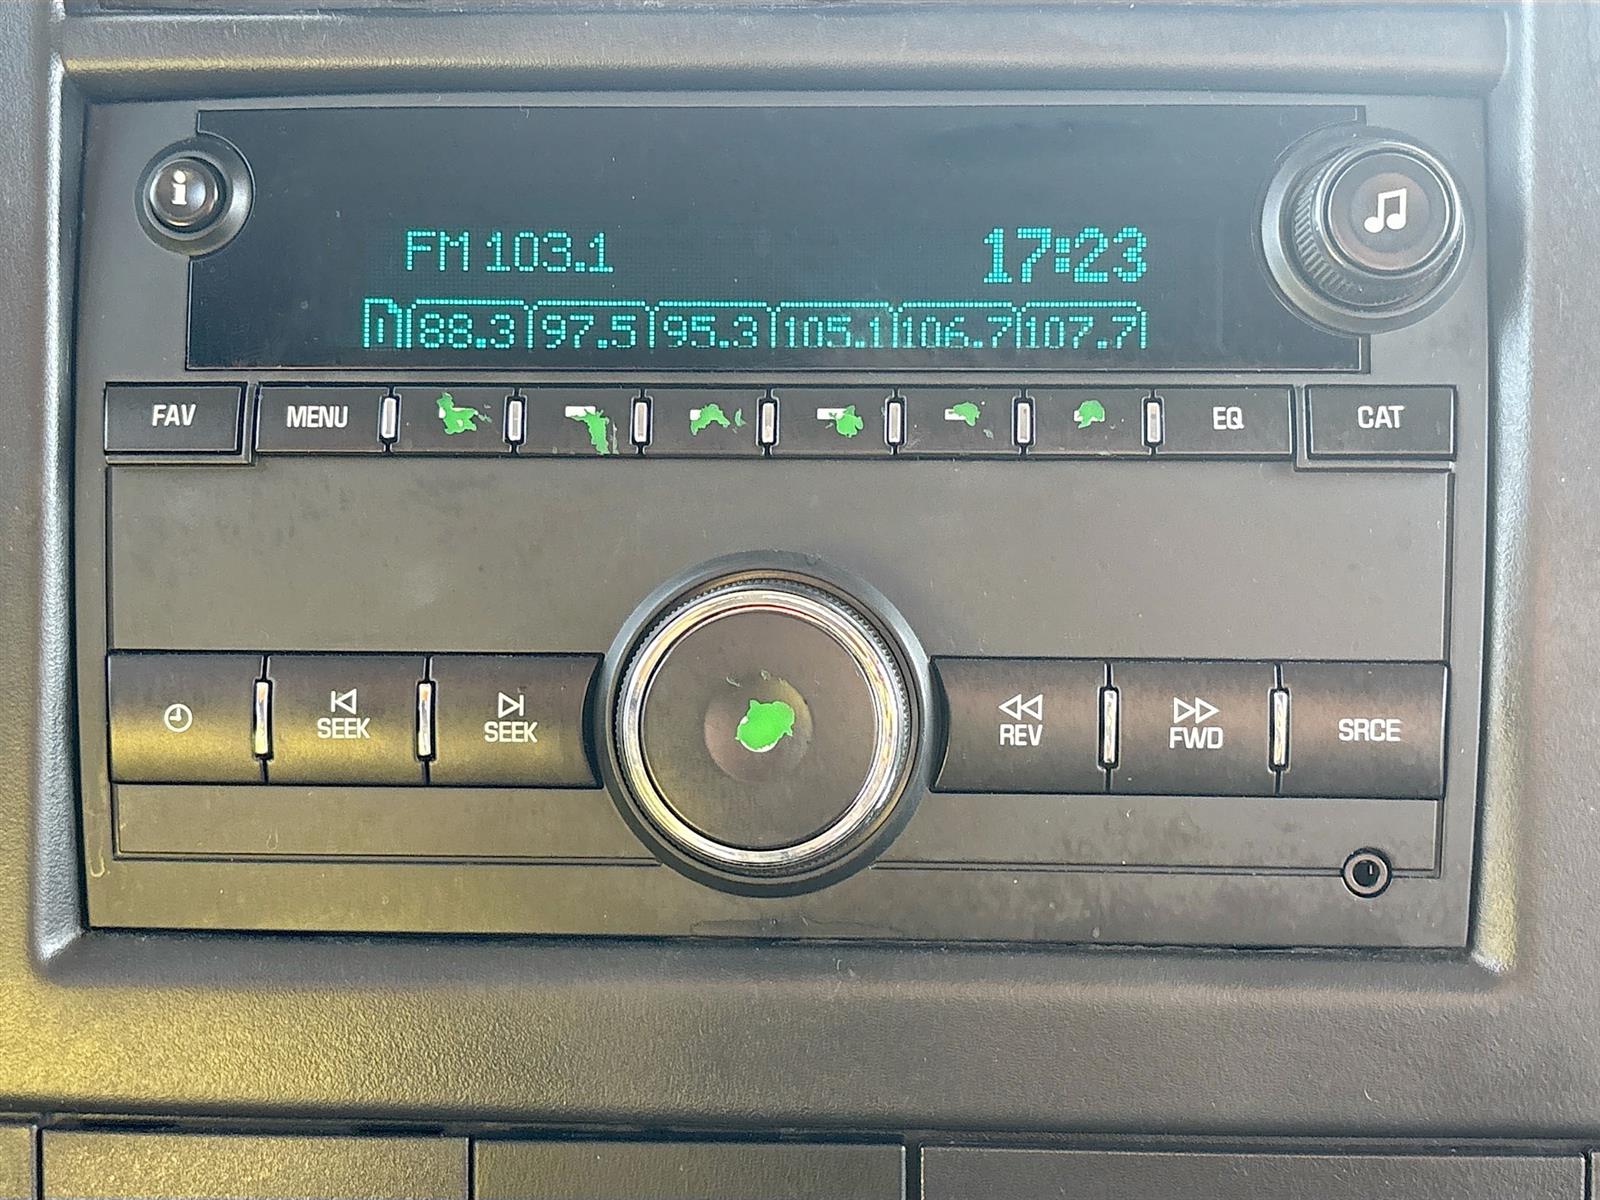 i
FM 103.1 17:23
1 88.3 97.5 95.3 105.1 106.7 107.7
FAV MENU EQ CAT
SEEK SEEK REV FWD SRCE